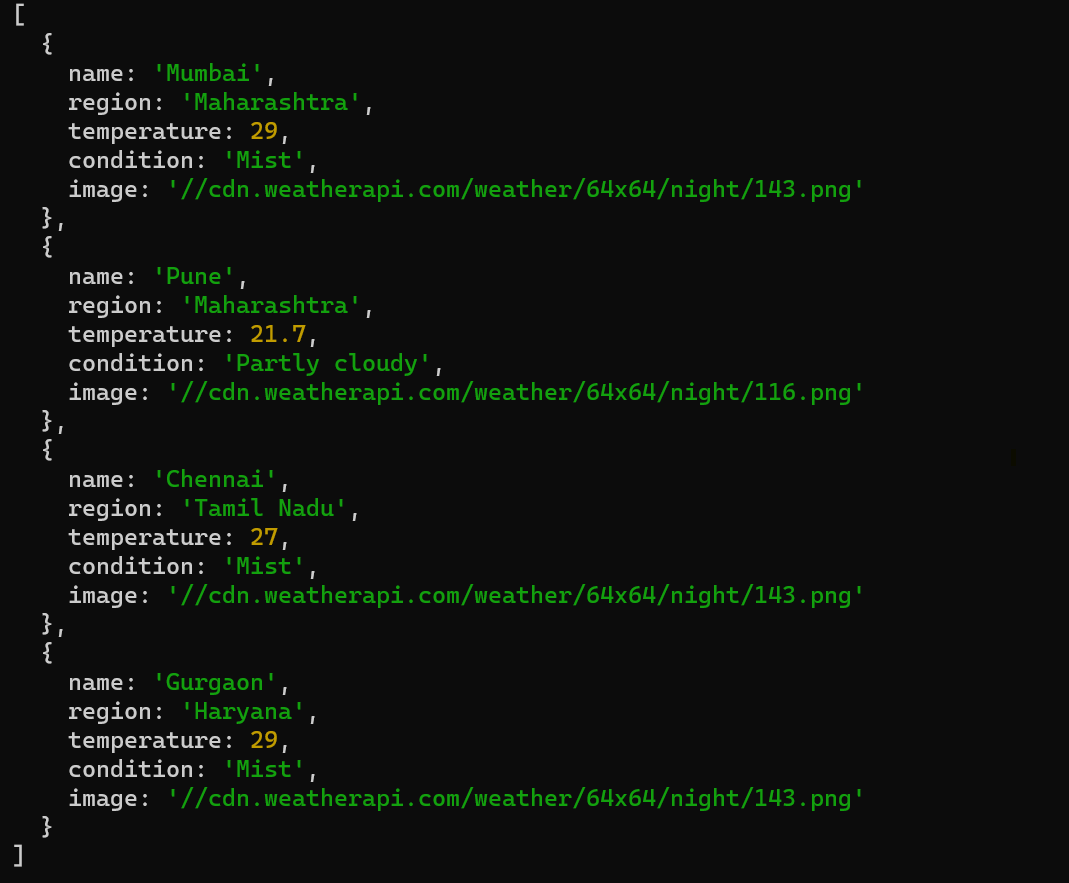 [
  {
    name: 'Mumbai',
    region: 'Maharashtra',
    temperature: 29,
    condition: 'Mist',
    image: '//cdn.weatherapi.com/weather/64x64/night/143.png'
  },
  {
    name: 'Pune',
    region: 'Maharashtra',
    temperature: 21.7,
    condition: 'Partly cloudy',
    image: '//cdn.weatherapi.com/weather/64x64/night/116.png'
  },
  {
    name: 'Chennai',
    region: 'Tamil Nadu',
    temperature: 27,
    condition: 'Mist',
    image: '//cdn.weatherapi.com/weather/64x64/night/143.png'
  },
  {
    name: 'Gurgaon',
    region: 'Haryana',
    temperature: 29,
    condition: 'Mist',
    image: '//cdn.weatherapi.com/weather/64x64/night/143.png'
  }
]